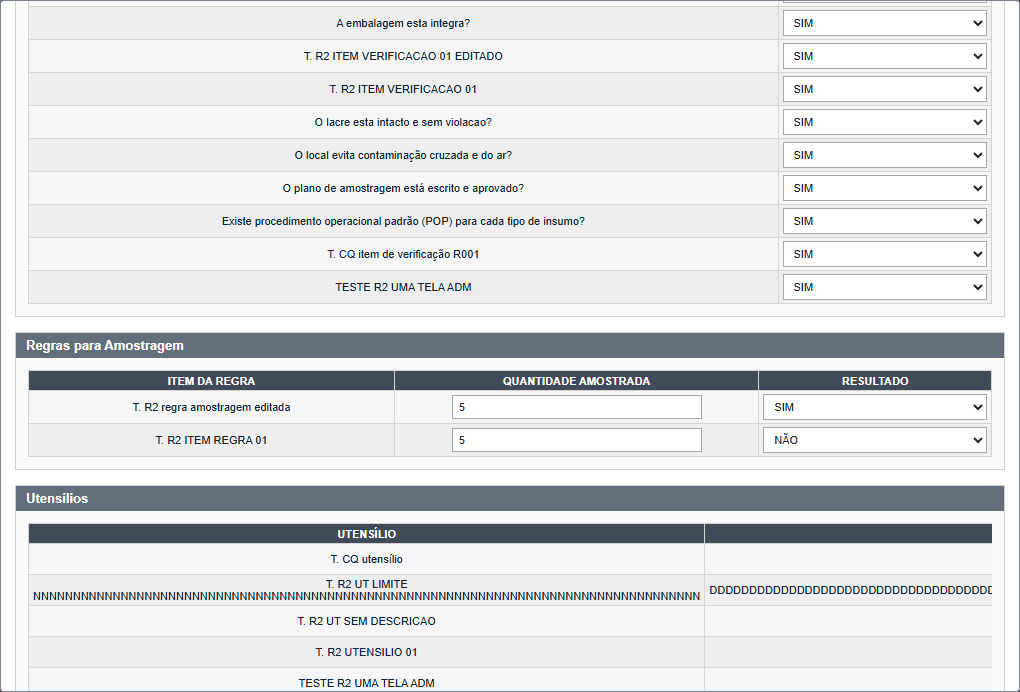 A embalagem esta integra? SIM
T. R2 ITEM VERIFICACAO 01 EDITADO SIM
T. R2 ITEM VERIFICACAO 01 SIM
O lacre esta intacto e sem violacao? SIM
O local evita contaminação cruzada e do ar? SIM
O plano de amostragem está escrito e aprovado? SIM
Existe procedimento operacional padrão (POP) para cada tipo de insumo? SIM
T. CQ item de verificação R001 SIM
TESTE R2 UMA TELA ADM SIM
Regras para Amostragem
ITEM DA REGRA QUANTIDADE AMOSTRADA RESULTADO
T. R2 regra amostragem editada 5 SIM
T. R2 ITEM REGRA 01 5 NÃO
Utensílios
UTENSÍLIO
T. CQ utensílio
T. R2 UT LIMITE
T. R2 UT SEM DESCRICAO
T. R2 UTENSILIO 01
TESTE R2 UMA TELA ADM